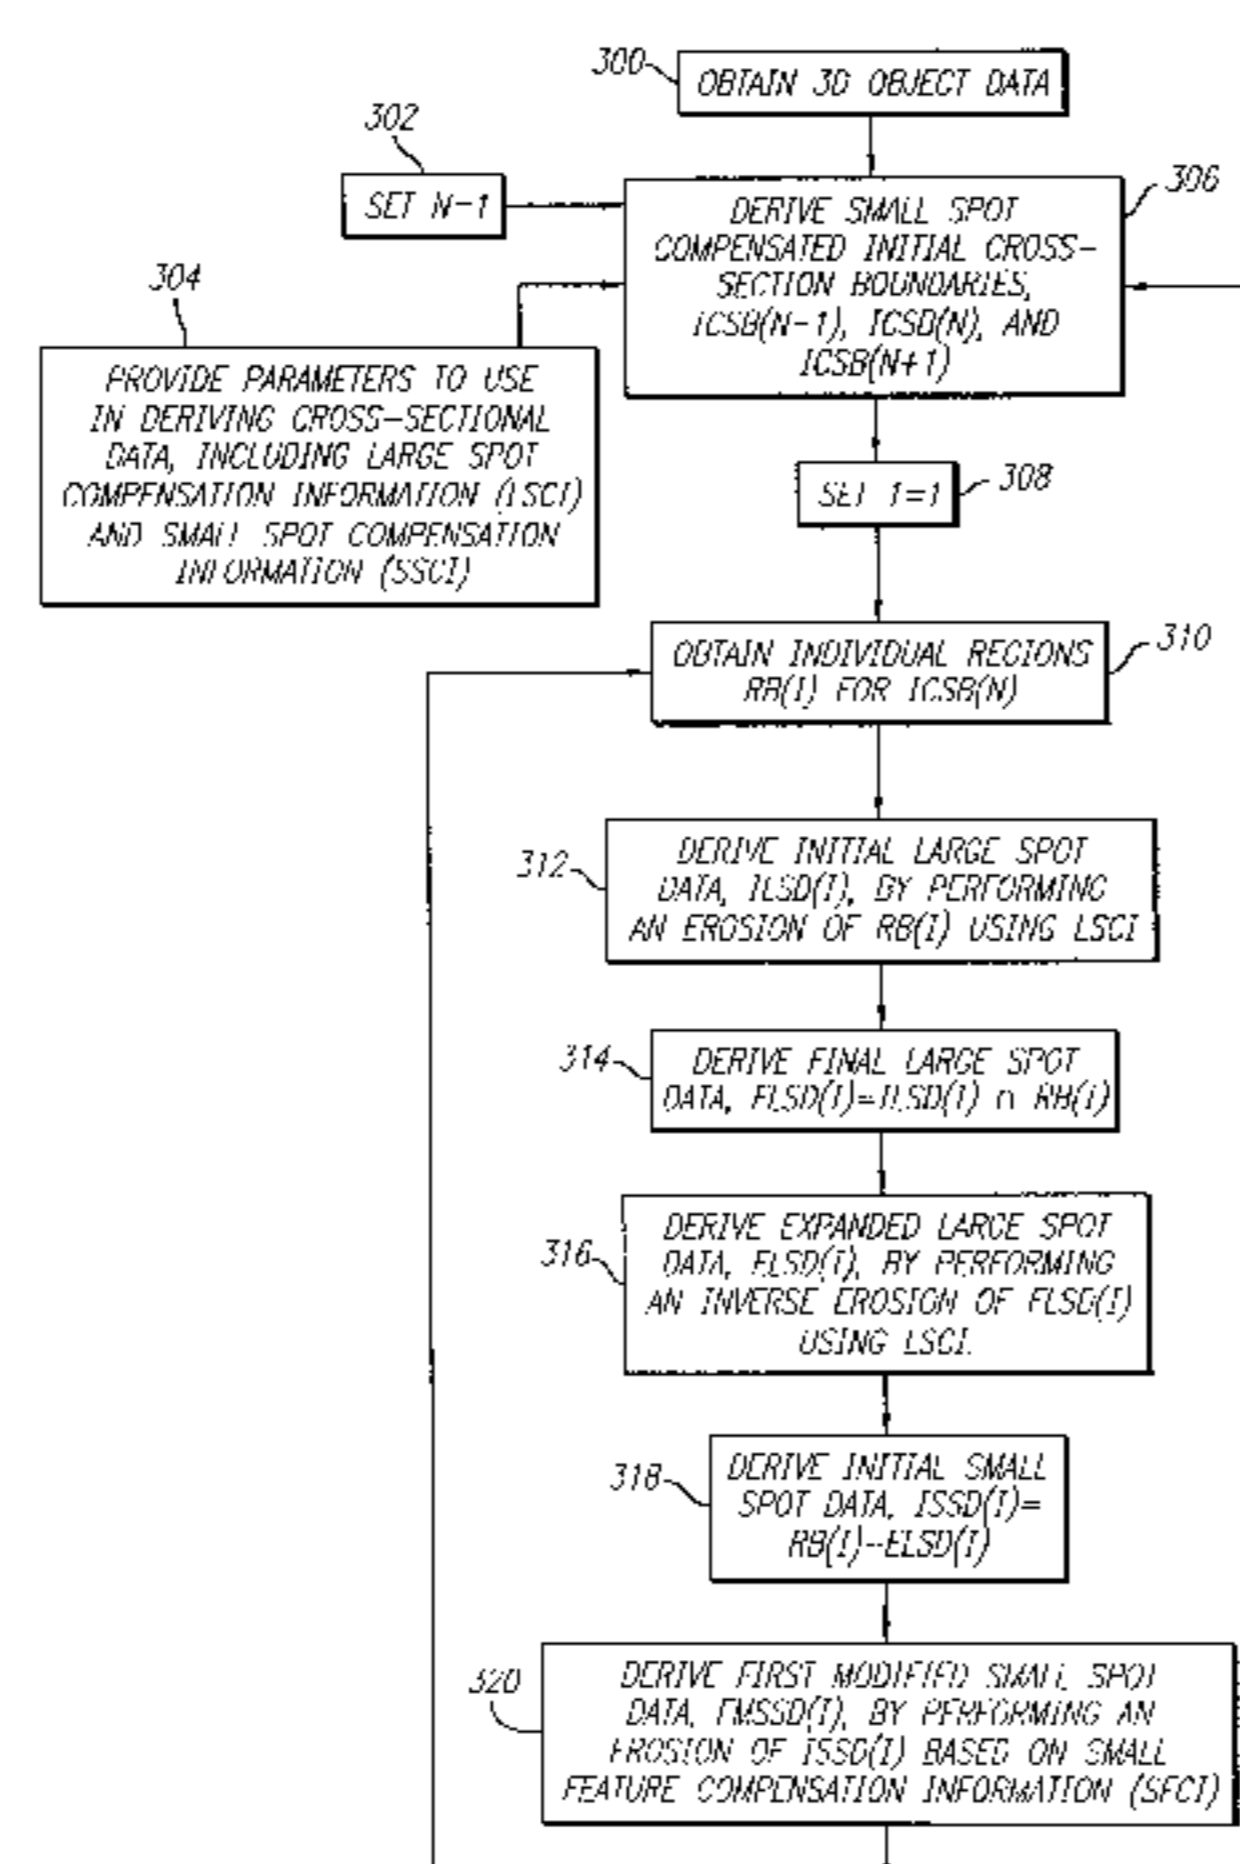 300
OBTAIN 3D OBJECT DATA
302
SET N-1
306
DERIVE SMALL SPOT
COMPENSATED INITIAL CROSS-
SECTION BOUNDARIES,
ICSB(N-1), ICSB(N), AND
ICSB(N+1)
304
PROVIDE PARAMETERS TO USE
IN DERIVING CROSS-SECTIONAL
DATA, INCLUDING LARGE SPOT
COMPENSATION INFORMATION (LSCI)
AND SMALL SPOT COMPENSATION
INFORMATION (SSCI)
SET I=1
308
OBTAIN INDIVIDUAL REGIONS
RB(I) FOR ICSB(N)
310
312
DERIVE INITIAL LARGE SPOT
DATA, ILSD(I), BY PERFORMING
AN EROSION OF RB(I) USING LSCI
314
DERIVE FINAL LARGE SPOT
DATA, FLSD(I)=ILSD(I) ∩ RB(I)
316
DERIVE EXPANDED LARGE SPOT
DATA, ELSD(I), BY PERFORMING
AN INVERSE EROSION OF FLSD(I)
USING LSCI.
318
DERIVE INITIAL SMALL
SPOT DATA, ISSD(I)=
RB(I)-ELSD(I)
320
DERIVE FIRST MODIFIED SMALL SPOT
DATA, FMSSD(I), BY PERFORMING AN
EROSION OF ISSD(I) BASED ON SMALL
FEATURE COMPENSATION INFORMATION (SFCI)